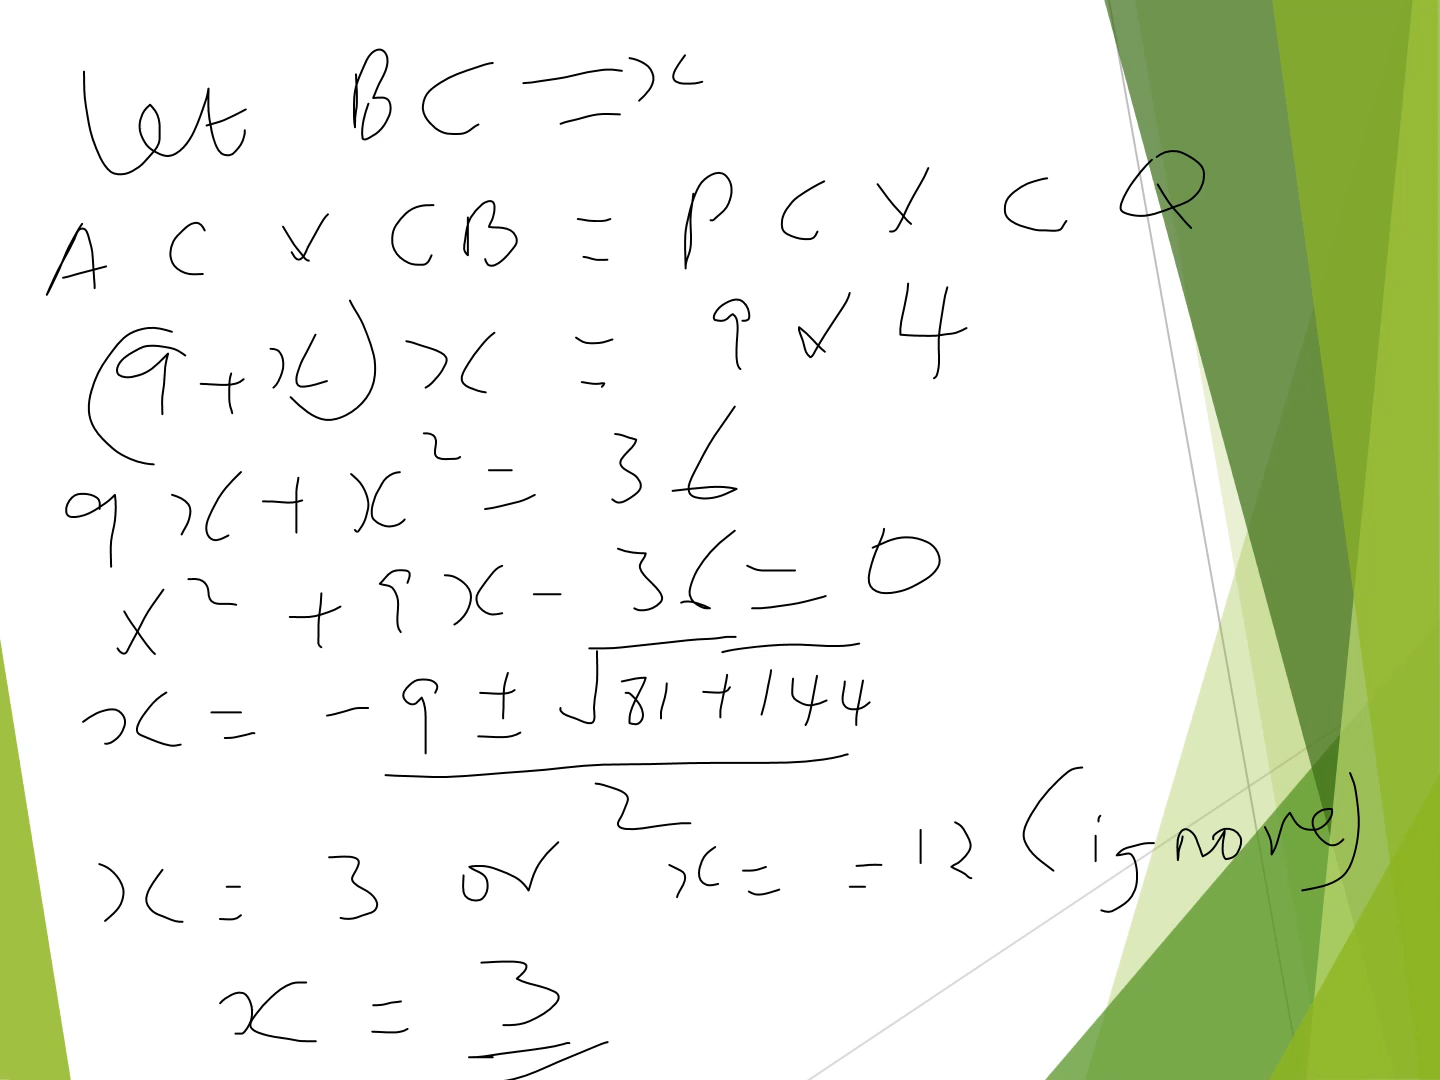 Let BC = x
AC × CB = PC × CQ
(9+x)x = 9 × 4
9x + x² = 36
x² + 9x - 36 = 0
x = -9 ± √81+144
2
x = 3 or x = -12 (ignore)
x = 3